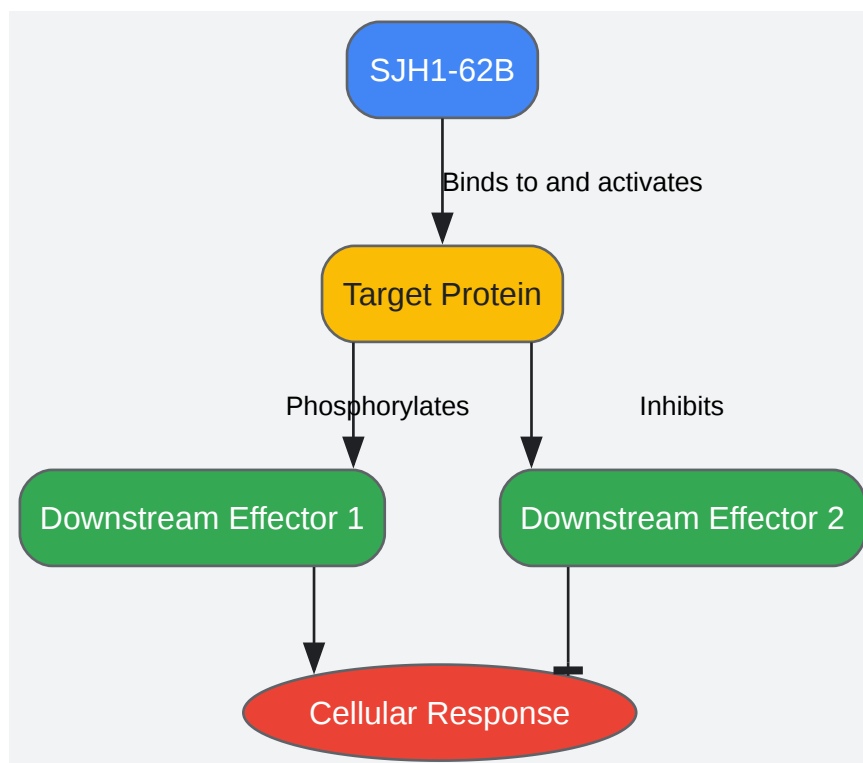 SJH1-62B
Binds to and activates
Target Protein
Phosphorylates
Inhibits
Downstream Effector 1
Downstream Effector 2
Cellular Response